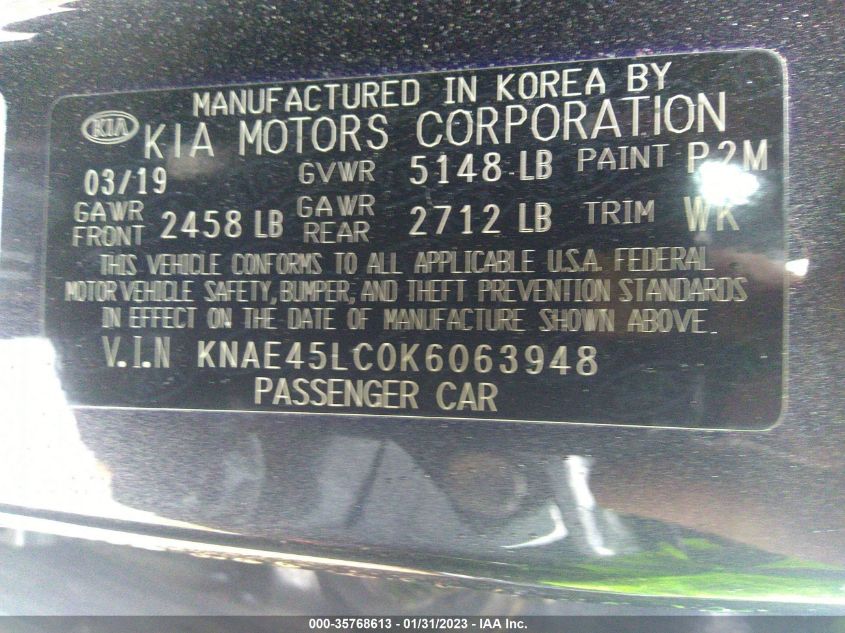 MANUFACTURED IN KOREA BY
KIA KIA MOTORS CORPORATION
03/19 GVWR 5148 LB PAINT P2M
GAWR FRONT 2458 LB GAWR REAR 2712 LB TRIM WK
THIS VEHICLE CONFORMS TO ALL APPLICABLE U.S.A. FEDERAL
MOTOR VEHICLE SAFETY, BUMPER, AND THEFT PREVENTION STANDARDS
IN EFFECT ON THE DATE OF MANUFACTURE SHOWN ABOVE.
V.I.N KNAE45LC0K6063948
PASSENGER CAR
000-35768613 - 01/31/2023 - IAA Inc.